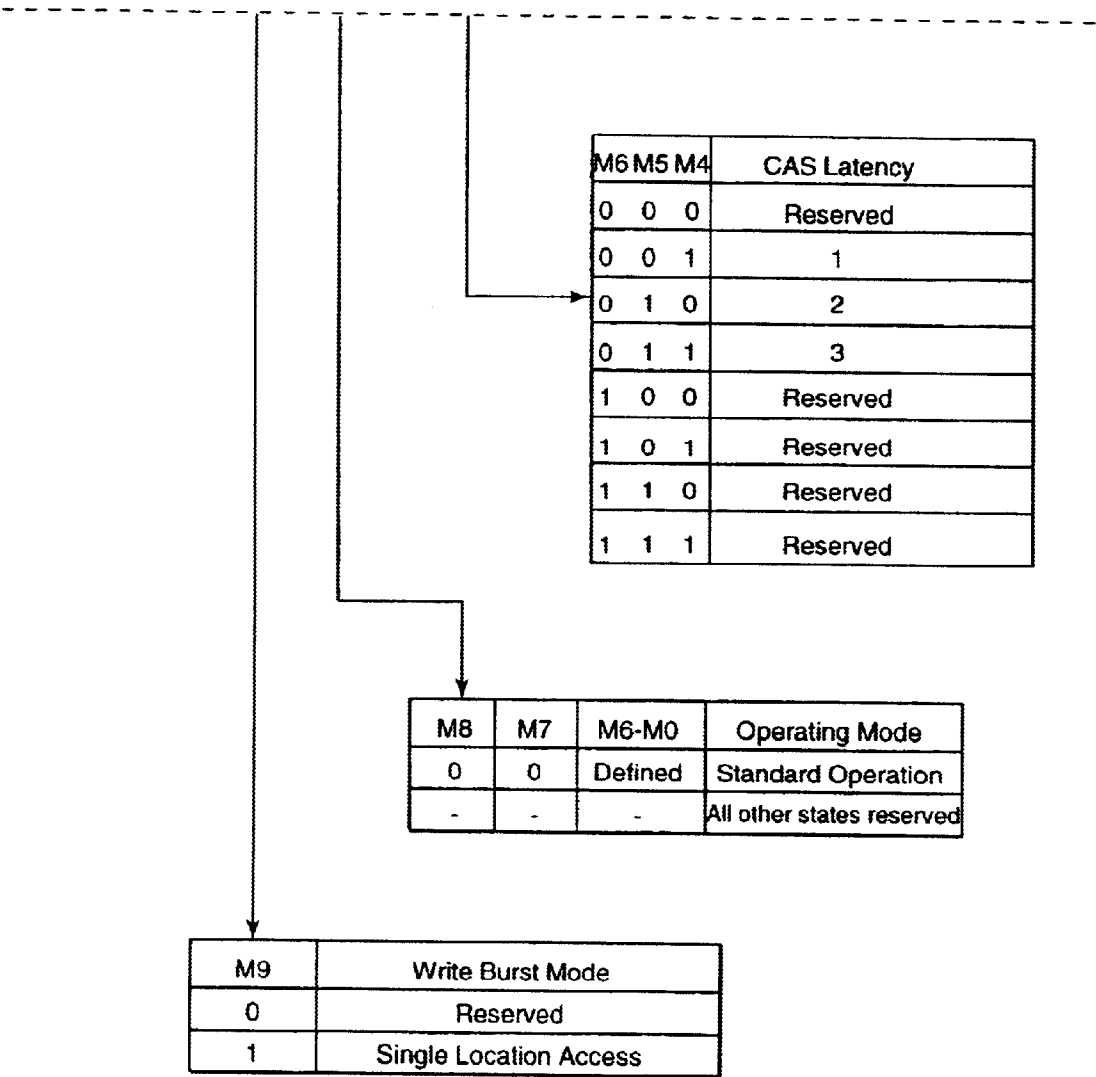 M6 M5 M4 CAS Latency
0 0 0 Reserved
0 0 1 1
0 1 0 2
0 1 1 3
1 0 0 Reserved
1 0 1 Reserved
1 1 0 Reserved
1 1 1 Reserved
M8 M7 M6-M0 Operating Mode
0 0 Defined Standard Operation
- - - All other states reserved
M9 Write Burst Mode
0 Reserved
1 Single Location Access